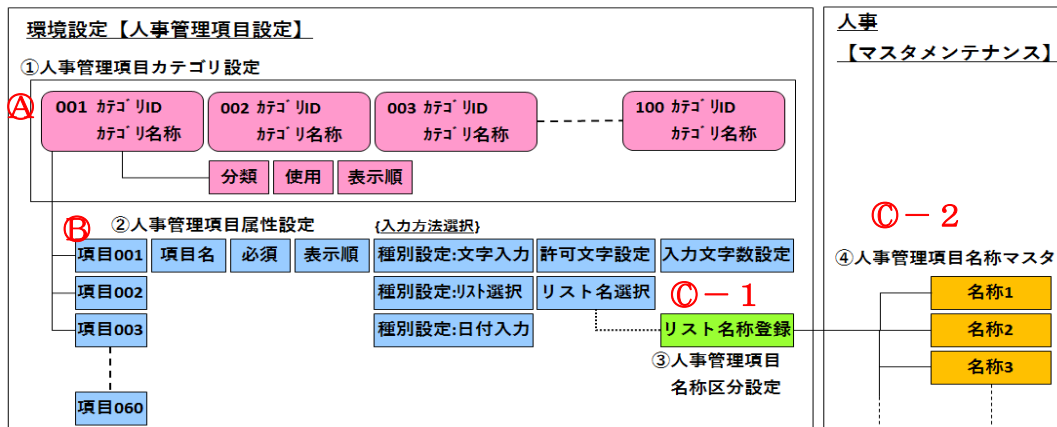 環境設定【人事管理項目設定】
①人事管理項目カテゴリ設定
Ⓐ
001 ｶﾃｺﾞﾘID
ｶﾃｺﾞﾘ名称
002 ｶﾃｺﾞﾘID
ｶﾃｺﾞﾘ名称
003 ｶﾃｺﾞﾘID
ｶﾃｺﾞﾘ名称
100 ｶﾃｺﾞﾘID
ｶﾃｺﾞﾘ名称
分類 使用 表示順
Ⓑ ②人事管理項目属性設定 {入力方法選択}
項目001 項目名 必須 表示順 種別設定:文字入力 許可文字設定 入力文字数設定
項目002 種別設定:ﾘｽﾄ選択 リスト名選択 Ⓒ－1
項目003 種別設定:日付入力 リスト名称登録
③人事管理項目
名称区分設定
項目060
人事
【マスタメンテナンス】
Ⓒ－2
④人事管理項目名称マスタ
名称1
名称2
名称3